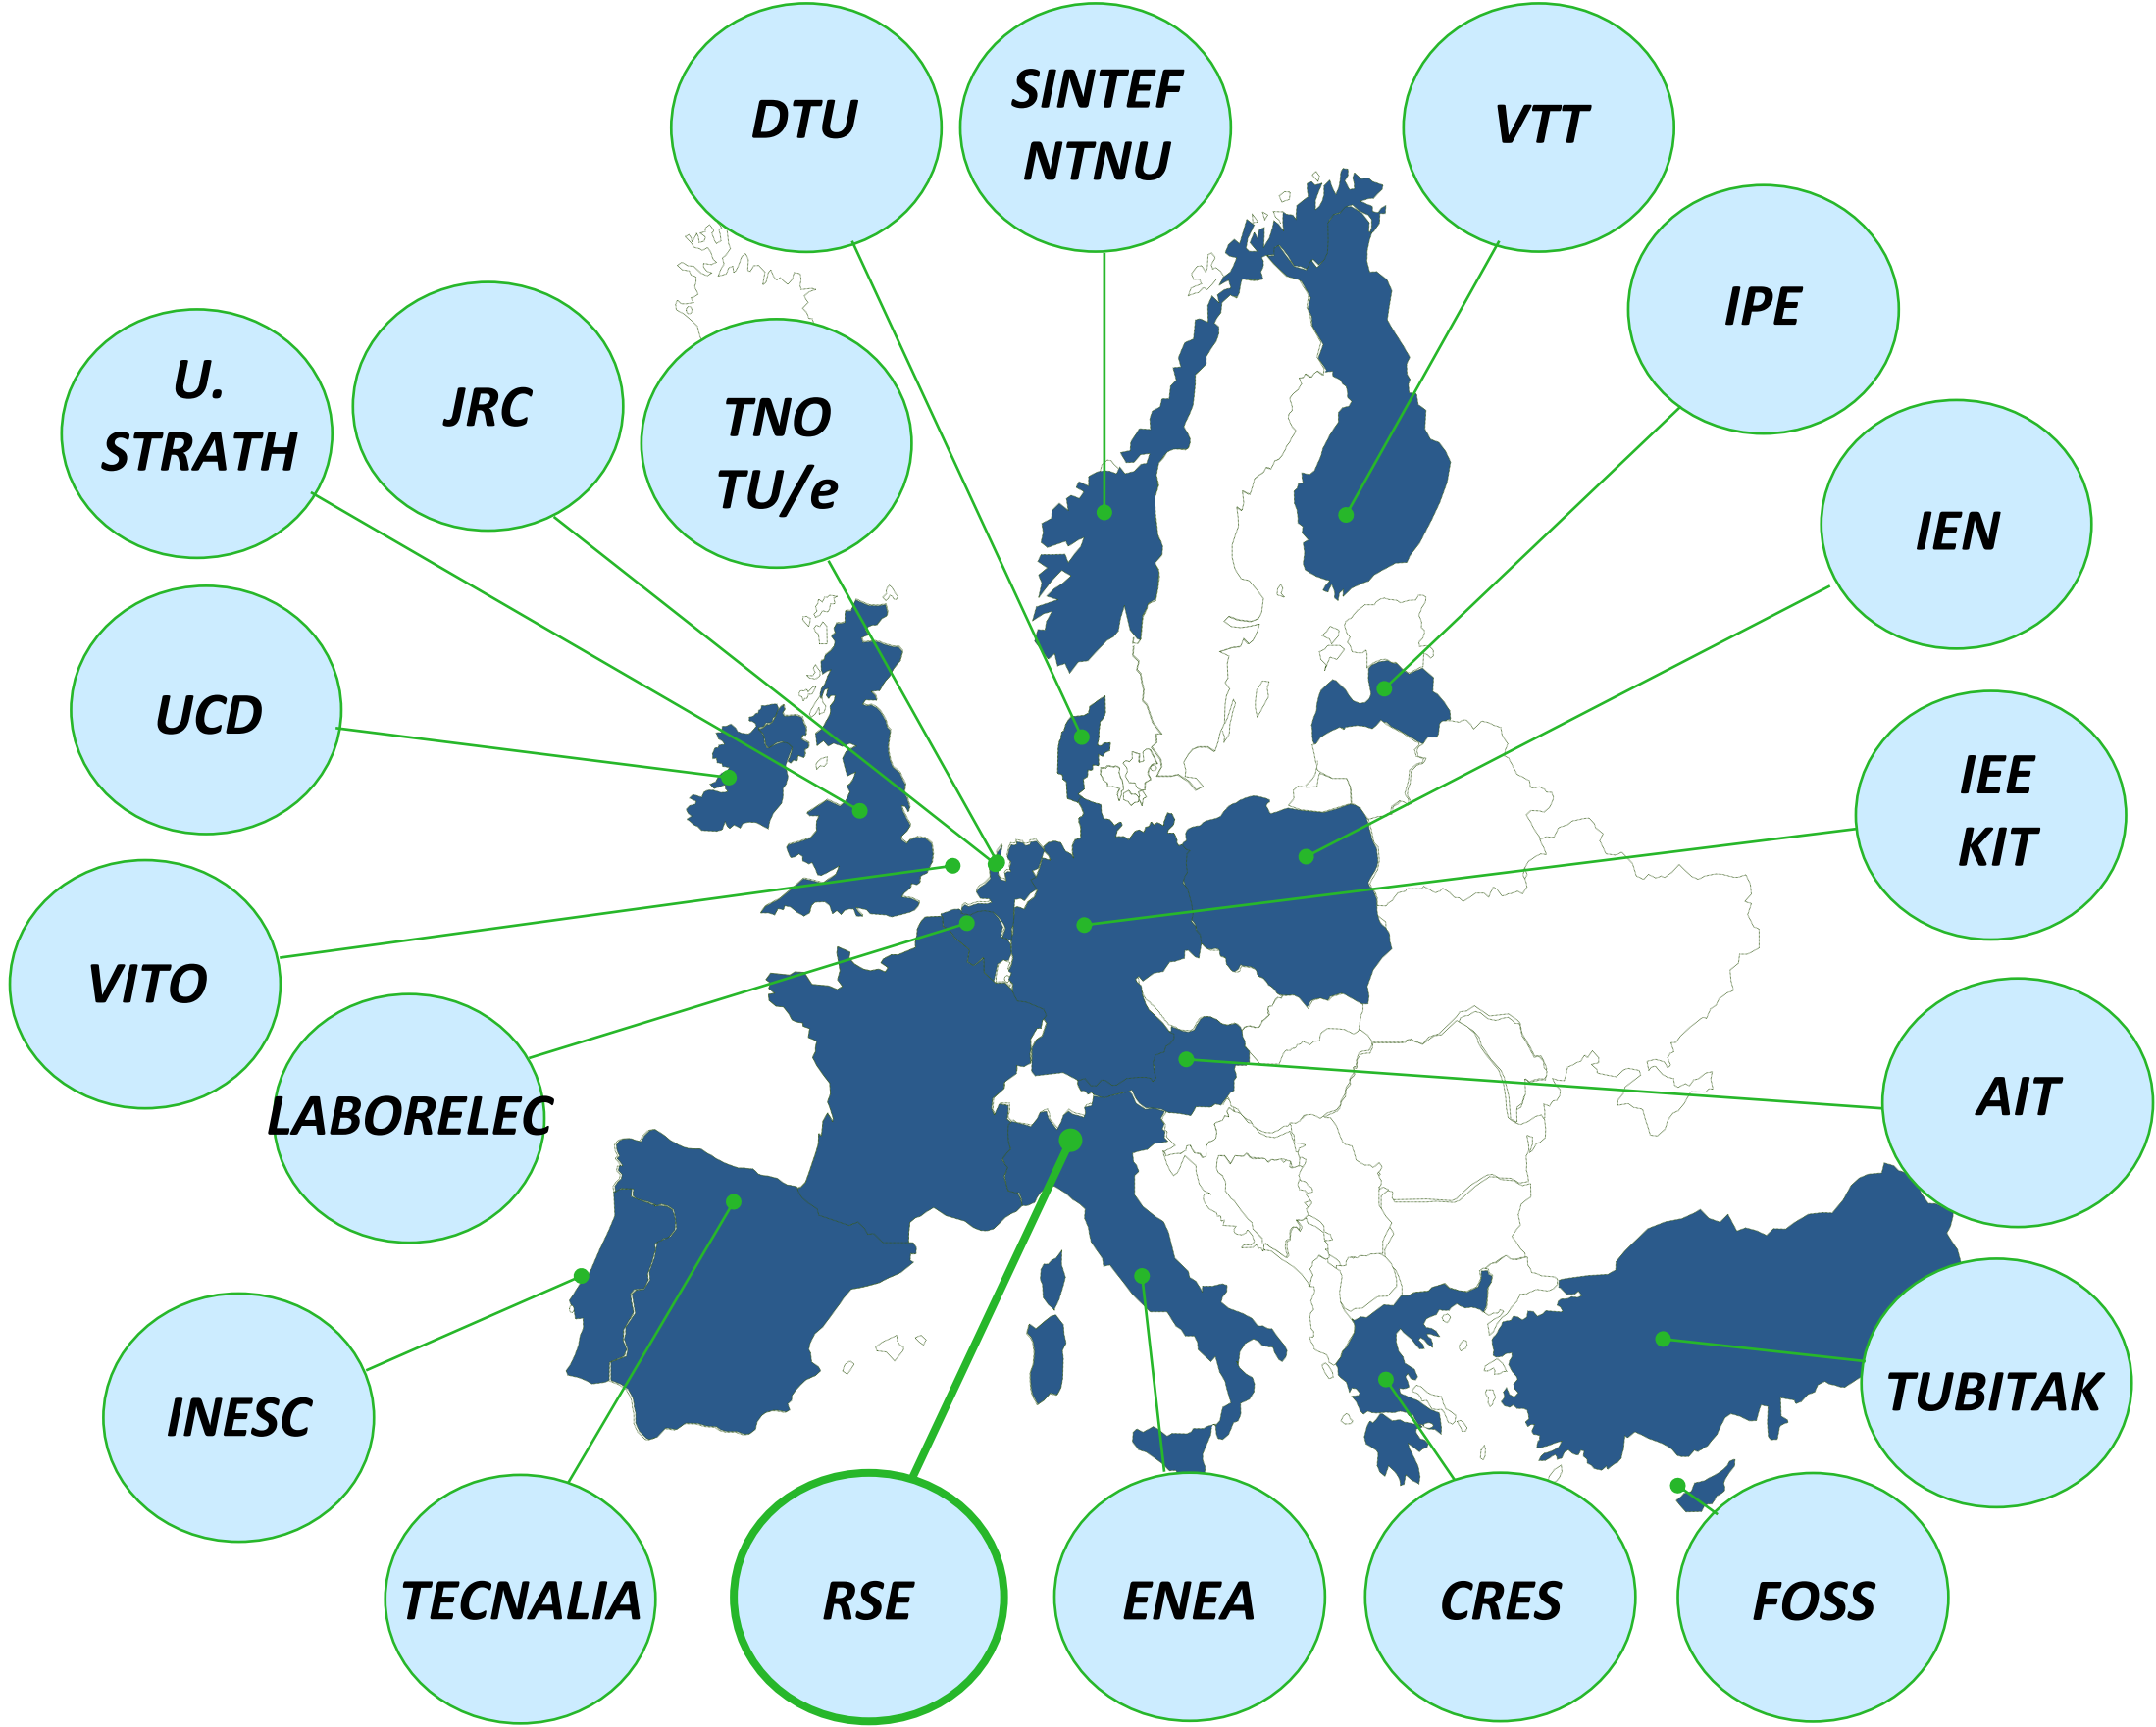 DTU
SINTEF
NTNU
VTT
IPE
U.
STRATH
JRC
TNO
TU/e
IEN
UCD
IEE
KIT
VITO
LABORELEC
AIT
INESC
TUBITAK
TECNALIA
RSE
ENEA
CRES
FOSS